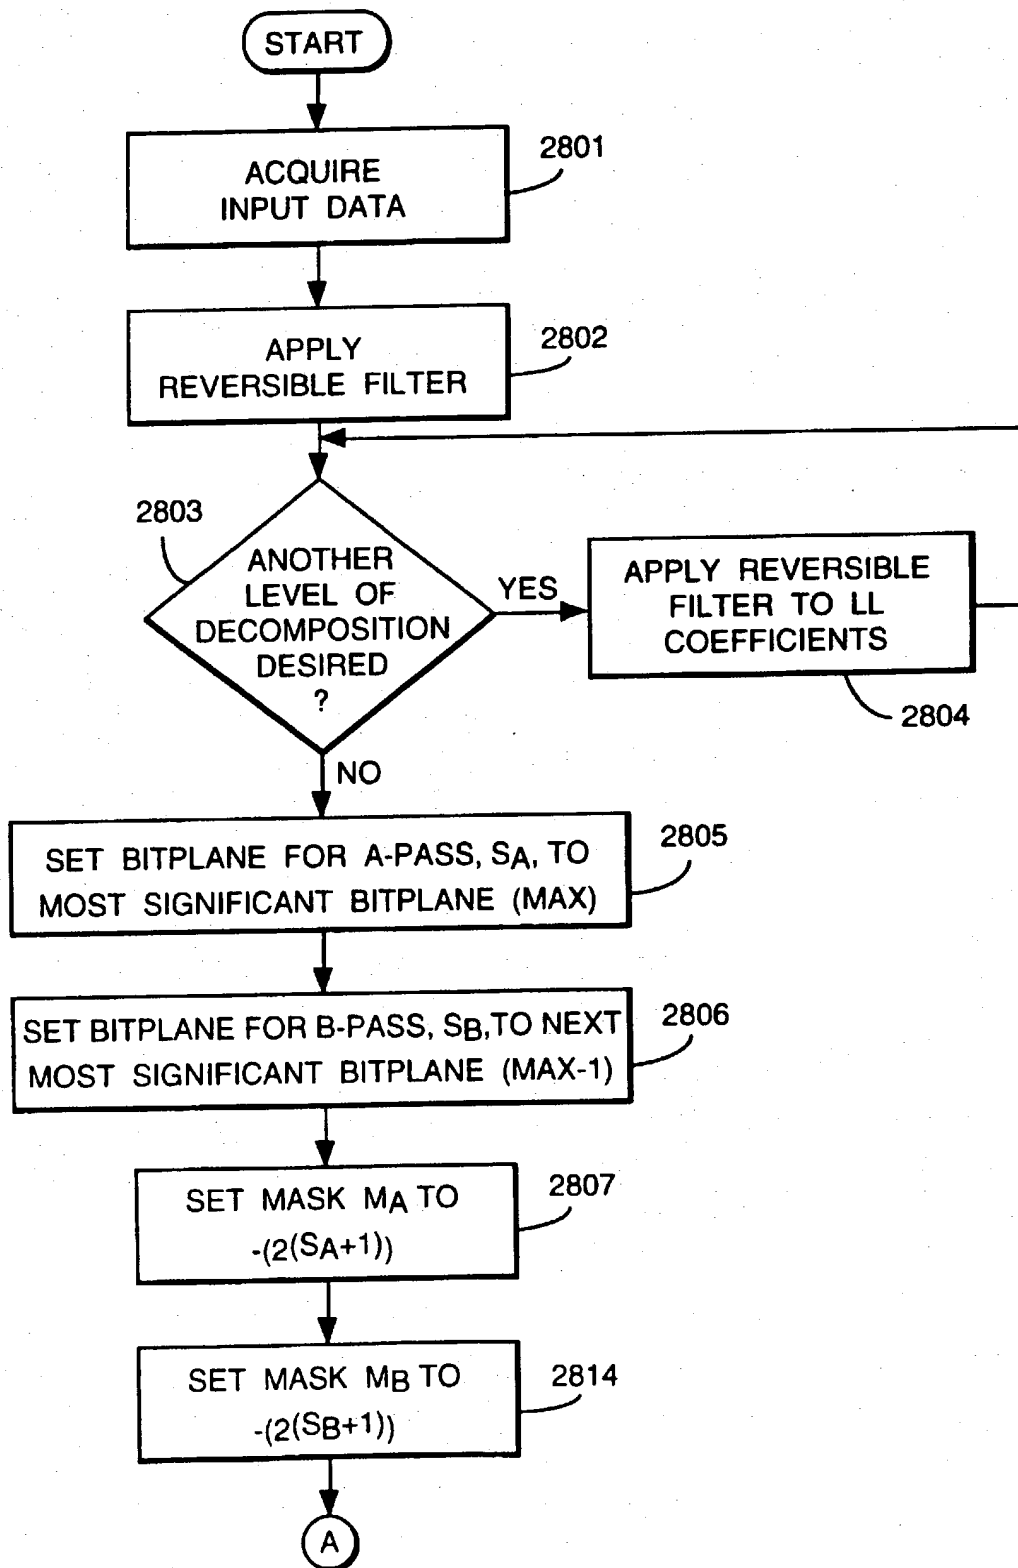 START
ACQUIRE
INPUT DATA
2801
APPLY
REVERSIBLE FILTER
2802
2803
ANOTHER
LEVEL OF
DECOMPOSITION
DESIRED
?
YES
APPLY REVERSIBLE
FILTER TO LL
COEFFICIENTS
2804
NO
SET BITPLANE FOR A-PASS, SA, TO
MOST SIGNIFICANT BITPLANE (MAX)
2805
SET BITPLANE FOR B-PASS, SB, TO NEXT
MOST SIGNIFICANT BITPLANE (MAX-1)
2806
SET MASK MA TO
-(2(SA+1))
2807
SET MASK MB TO
-(2(SB+1))
2814
A